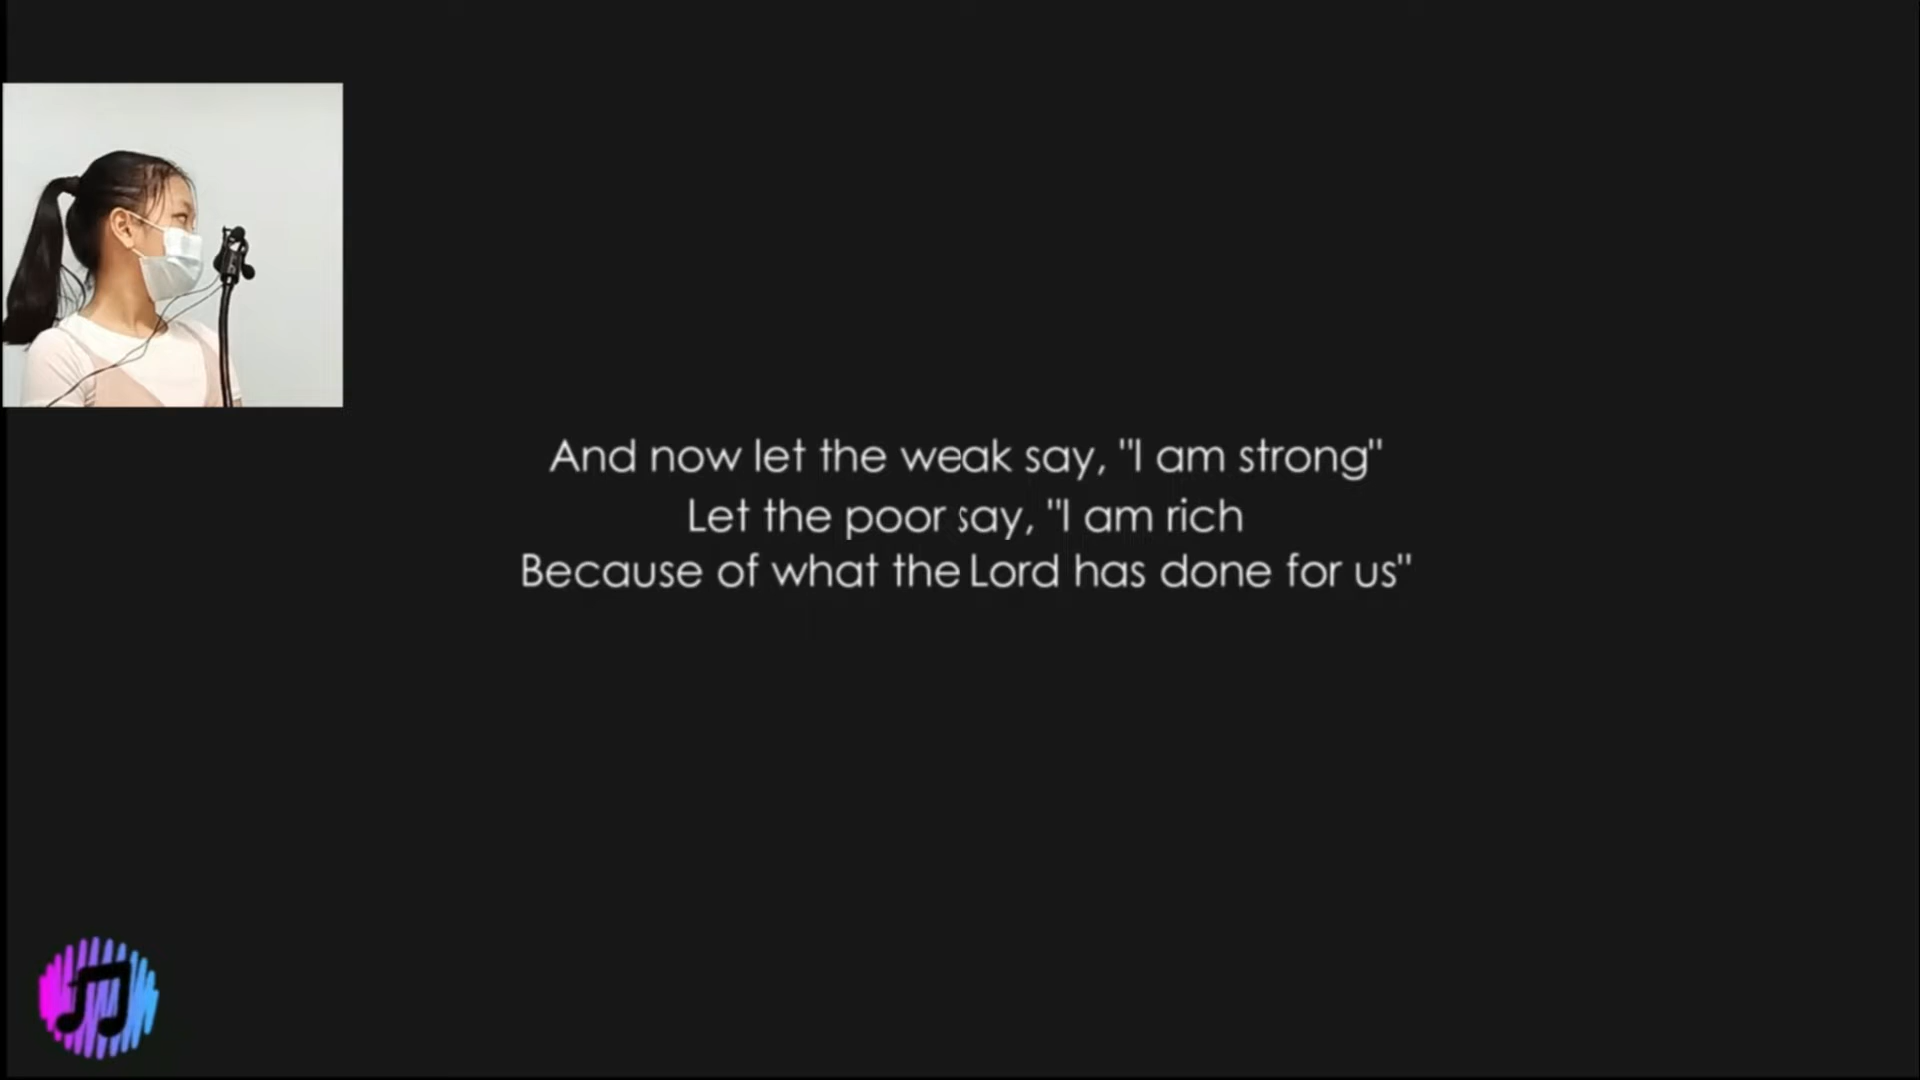 And now let the weak say, "I am strong"
Let the poor say, "I am rich
Because of what the Lord has done for us"